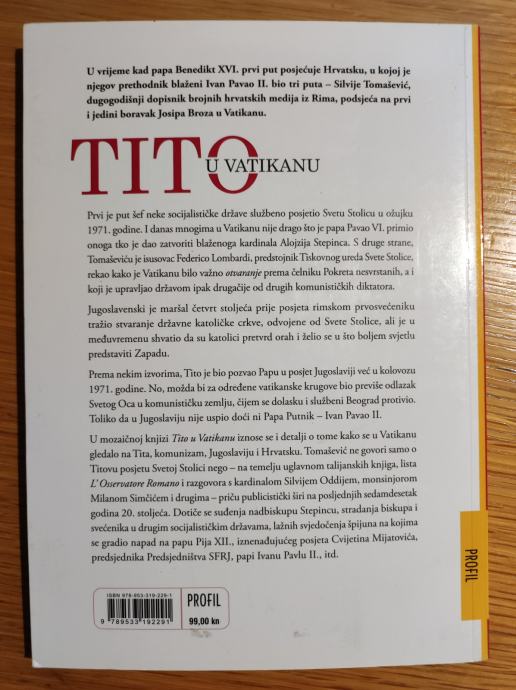 U vrijeme kad papa Benedikt XVI. prvi put posjećuje Hrvatsku, u kojoj je
njegov prethodnik blaženi Ivan Pavao II. bio tri puta – Silvije Tomašević,
dugogodišnji dopisnik brojnih hrvatskih medija iz Rima, podsjeća na prvi
i jedini boravak Josipa Broza u Vatikanu.
TITO
U VATIKANU
Prvi je put šef neke socijalističke države službeno posjetio Svetu Stolicu u ožujku
1971. godine. I danas mnogima u Vatikanu nije drago što je papa Pavao VI. primio
onoga tko je dao zatvoriti blaženoga kardinala Alojzija Stepinca. S druge strane,
Tomaševiću je isusovac Federico Lombardi, predstojnik Tiskovnog ureda Svete Stolice,
rekao kako je Vatikanu bilo važno otvaranje prema čelniku Pokreta nesvrstanih, a i
koji je upravljao državom ipak drugačije od drugih komunističkih diktatora.
Jugoslavenski je maršal četvrt stoljeća prije posjeta rimskom prvosvećeniku
tražio stvaranje državne katoličke crkve, odvojene od Svete Stolice, ali je u
međuvremenu shvatio da su katolici pretvrd orah i želio se u što boljem svjetlu
predstaviti Zapadu.
Prema nekim izvorima, Tito je bio pozvao Papu u posjet Jugoslaviji već u kolovozu
1971. godine. No, možda bi za određene vatikanske krugove bio previše odlazak
Svetog Oca u komunističku zemlju, čijem se dolasku i službeni Beograd protivio.
Toliko da u Jugoslaviju nije uspio doći ni Papa Putnik – Ivan Pavao II.
U mozaičnoj knjizi Tito u Vatikanu iznose se i detalji o tome kako se u Vatikanu
gledalo na Tita, komunizam, Jugoslaviju i Hrvatsku. Tomašević ne govori samo o
Titovu posjetu Svetoj Stolici nego – na temelju uglavnom talijanskih knjiga, lista
L'Osservatore Romano i razgovora s kardinalom Silvijem Oddijem, monsinjorom
Milanom Simčićem i drugima – priču publicistički širi na posljednjih sedamdesetak
godina 20. stoljeća. Dotiče se suđenja nadbiskupu Stepincu, stradanja biskupa i
svećenika u drugim socijalističkim državama, lažnih svjedočenja špijuna na kojima
se gradio napad na papu Pija XII., iznenađujućeg posjeta Cvijetina Mijatovića,
predsjednika Predsjedništva SFRJ, papi Ivanu Pavlu II., itd.
PROFIL
ISBN 978-953-319-229-1
9 789533 192291
PROFIL
99,00 kn